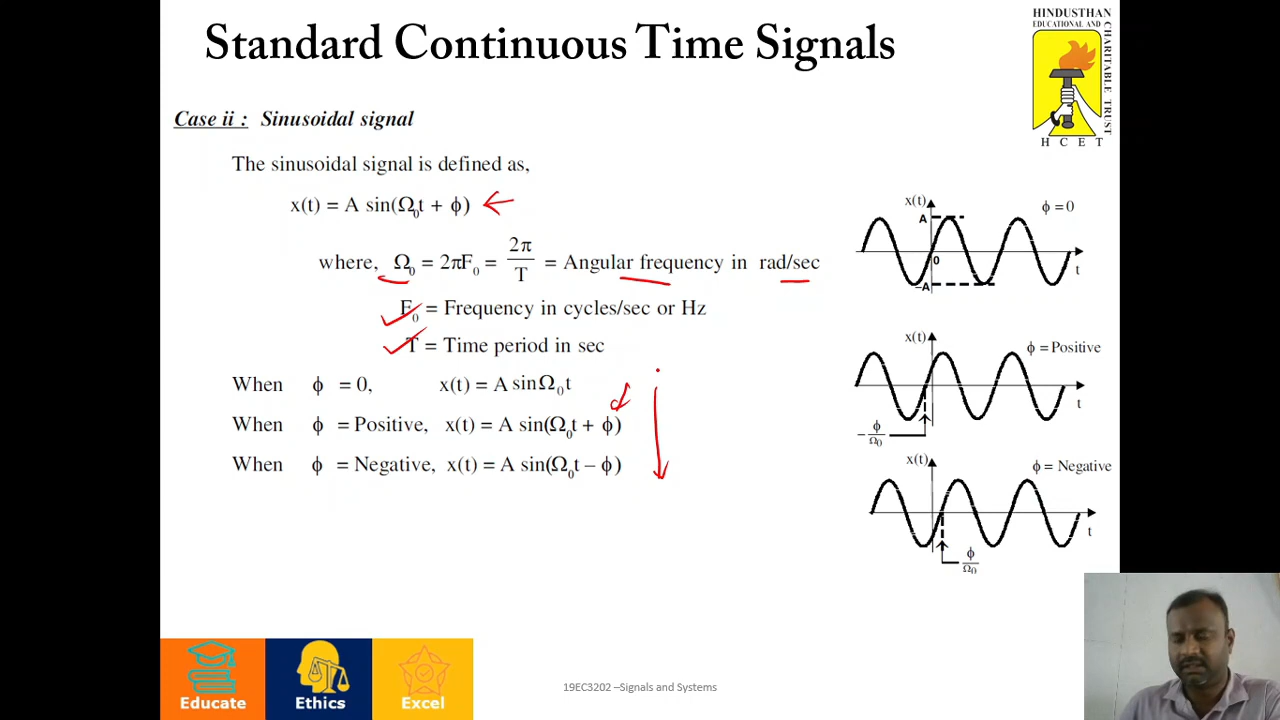 HINDUSTHAN
EDUCATIONAL AND
CHARITABLE TRUST
H C E T
Standard Continuous Time Signals
Case ii : Sinusoidal signal
The sinusoidal signal is defined as,
x(t) = A sin(Ω₀t + ϕ)
where, Ω₀ = 2πF₀ = 2π/T = Angular frequency in rad/sec
F₀ = Frequency in cycles/sec or Hz
T = Time period in sec
When ϕ = 0, x(t) = A sinΩ₀t
When ϕ = Positive, x(t) = A sin(Ω₀t + ϕ)
When ϕ = Negative, x(t) = A sin(Ω₀t – ϕ)
x(t) ϕ = 0
A
0
t
–A
x(t) ϕ = Positive
t
– ϕ/Ω₀
x(t) ϕ = Negative
t
ϕ/Ω₀
Educate Ethics Excel
19EC3202 –Signals and Systems